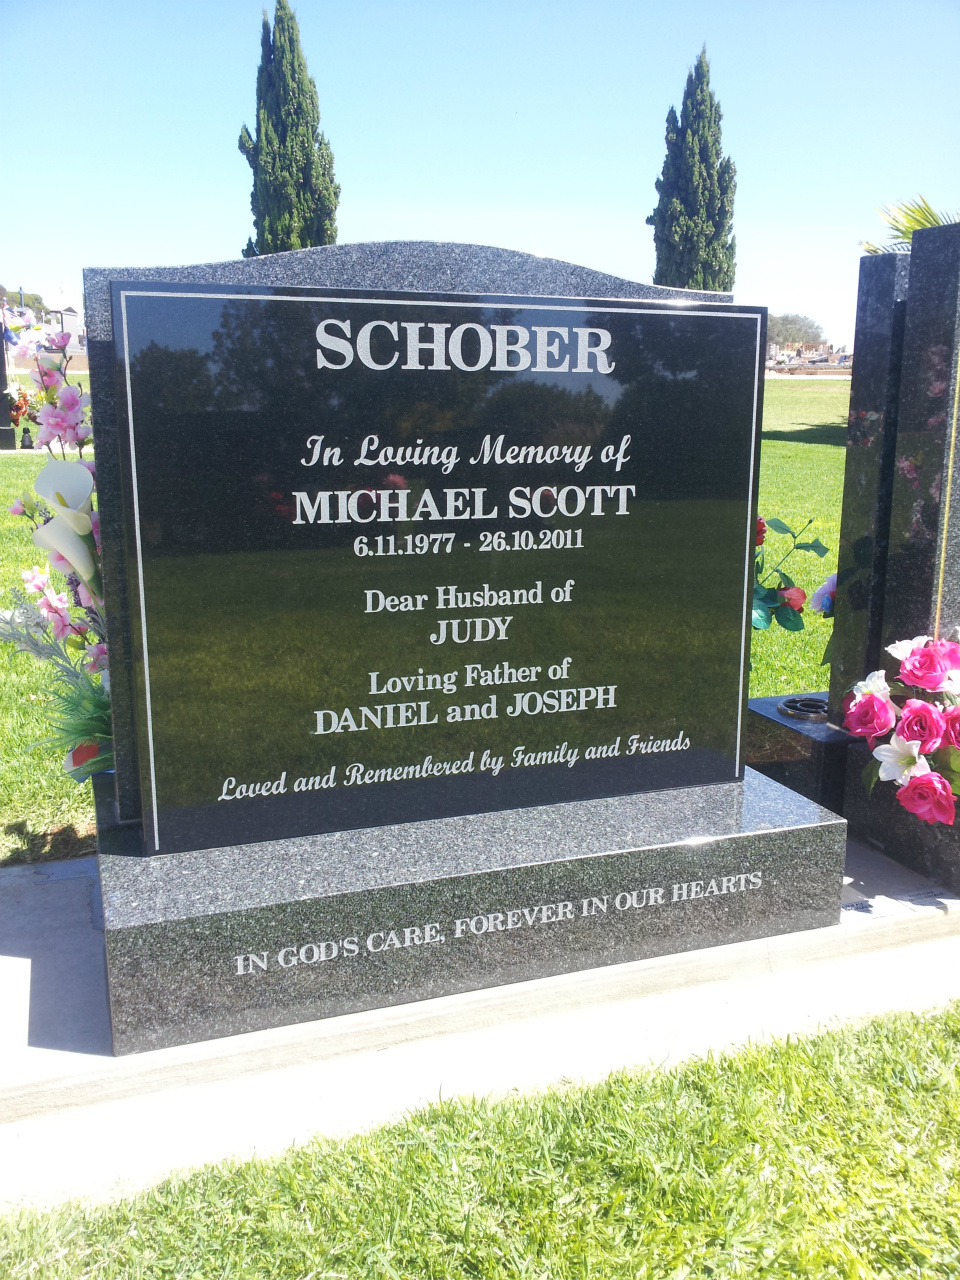 SCHOBER
In Loving Memory of
MICHAEL SCOTT
6.11.1977 - 26.10.2011
Dear Husband of
JUDY
Loving Father of
DANIEL and JOSEPH
Loved and Remembered by Family and Friends
IN GOD'S CARE, FOREVER IN OUR HEARTS